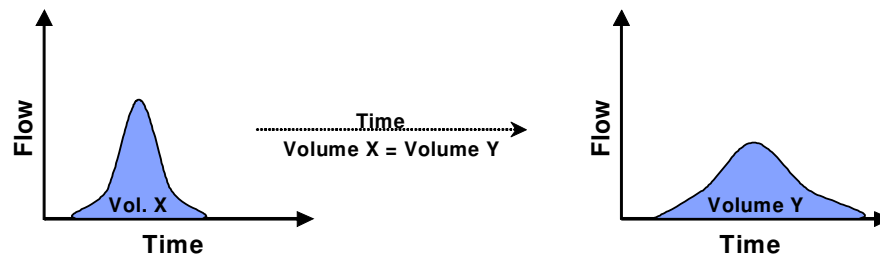 Flow
Vol. X
Time
Time
Volume X = Volume Y
Flow
Volume Y
Time